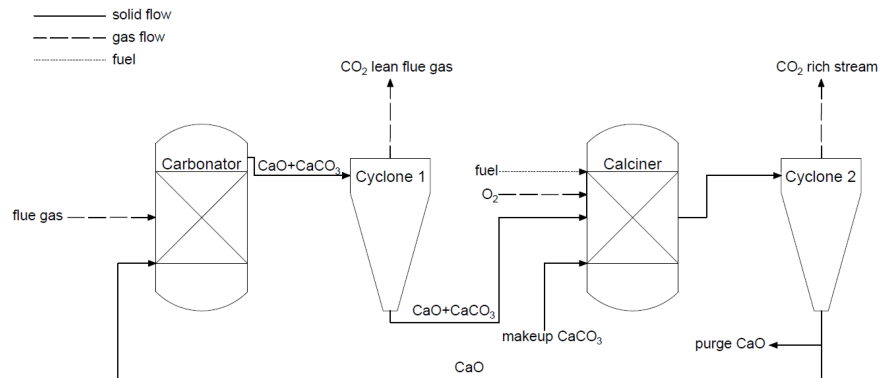 solid flow
gas flow
fuel
CO₂ lean flue gas
CO₂ rich stream
Carbonator
CaO+CaCO₃
Cyclone 1
fuel
Calciner
Cyclone 2
O₂
flue gas
CaO+CaCO₃
makeup CaCO₃
purge CaO
CaO